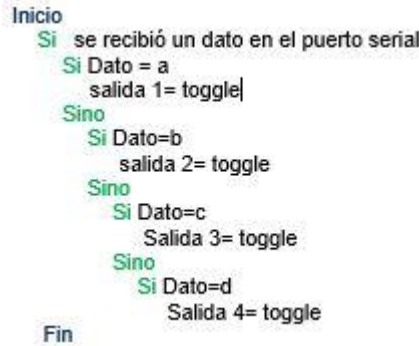 Inicio
Si se recibió un dato en el puerto serial
Si Dato = a
salida 1= toggle
Sino
Si Dato=b
salida 2= toggle
Sino
Si Dato=c
Salida 3= toggle
Sino
Si Dato=d
Salida 4= toggle
Fin